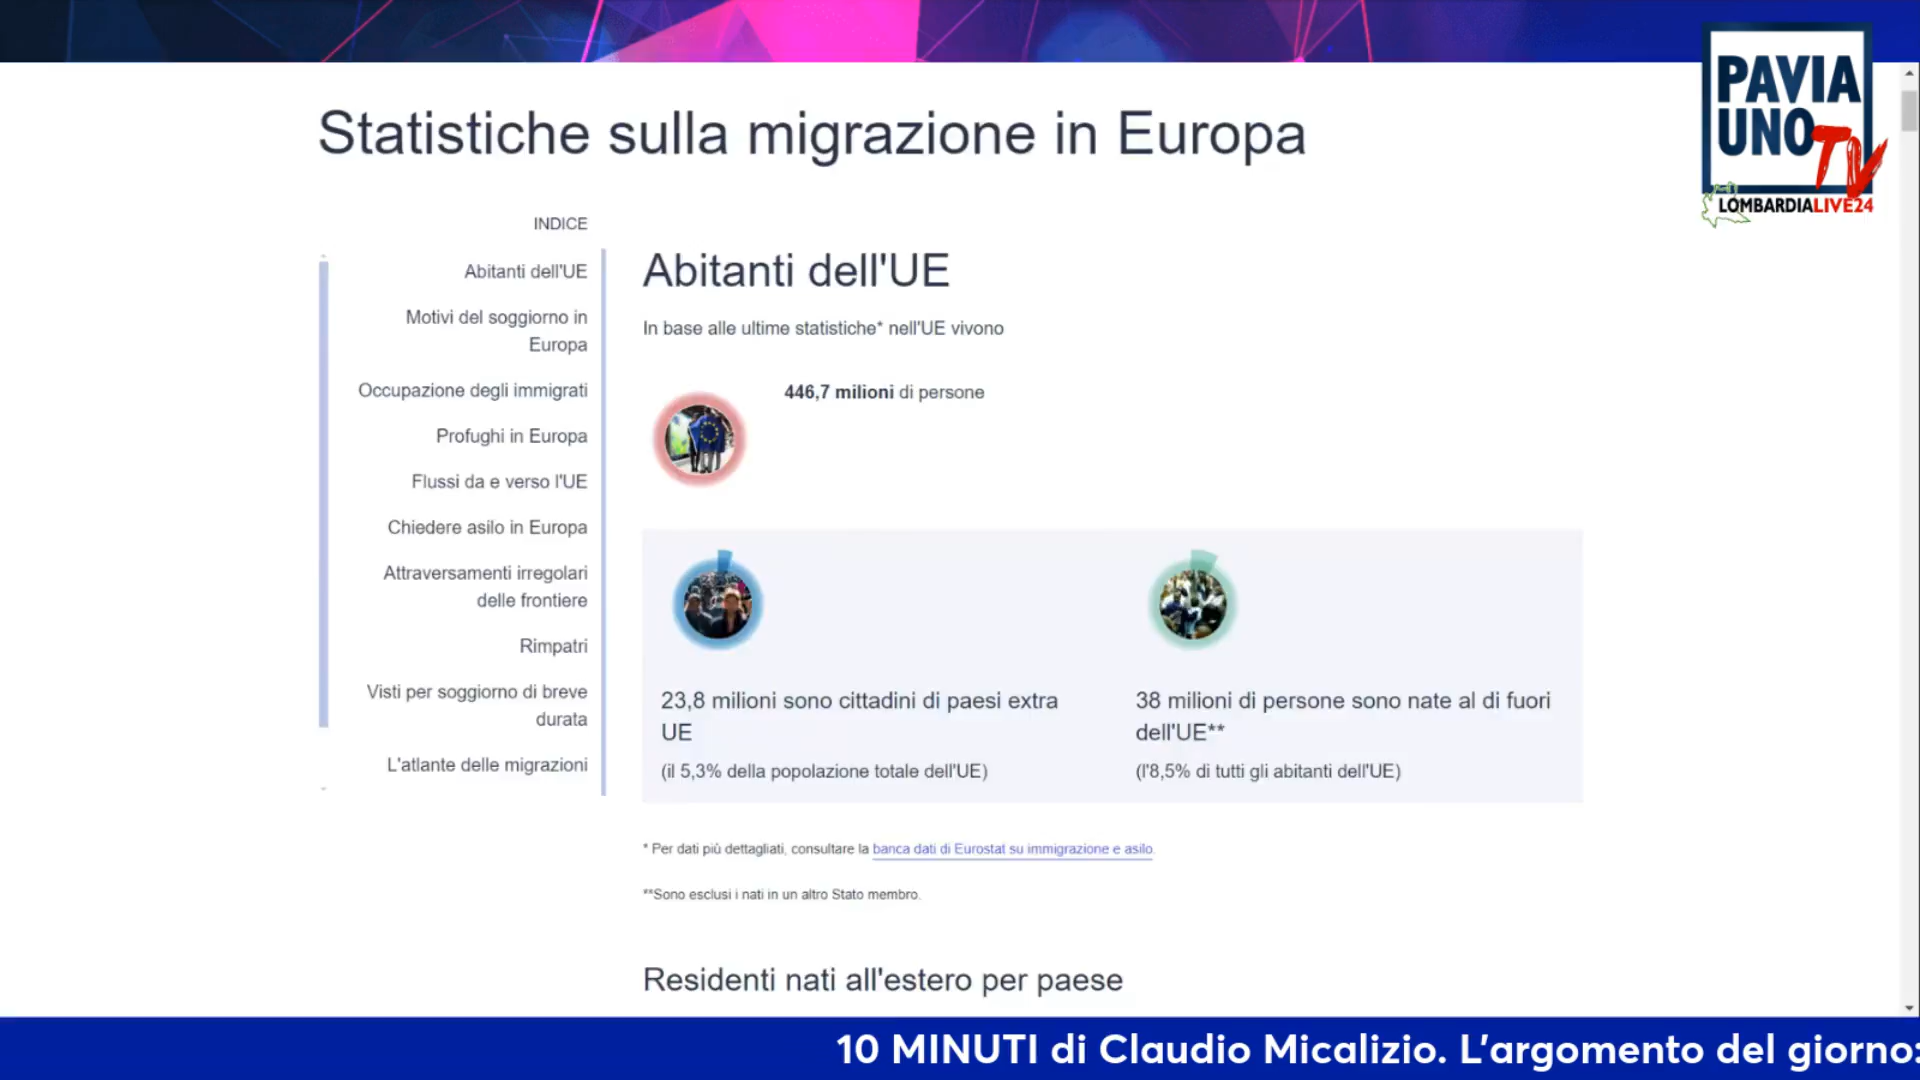 PAVIA
UNO TV
LOMBARDIALIVE24
Statistiche sulla migrazione in Europa
INDICE
Abitanti dell'UE
Motivi del soggiorno in
Europa
Occupazione degli immigrati
Profughi in Europa
Flussi da e verso l'UE
Chiedere asilo in Europa
Attraversamenti irregolari
delle frontiere
Rimpatri
Visti per soggiorno di breve
durata
L'atlante delle migrazioni
Abitanti dell'UE
In base alle ultime statistiche* nell'UE vivono
446,7 milioni di persone
23,8 milioni sono cittadini di paesi extra
UE
(il 5,3% della popolazione totale dell'UE)
38 milioni di persone sono nate al di fuori
dell'UE**
(l'8,5% di tutti gli abitanti dell'UE)
* Per dati più dettagliati, consultare la banca dati di Eurostat su immigrazione e asilo.
**Sono esclusi i nati in un altro Stato membro.
Residenti nati all'estero per paese
10 MINUTI di Claudio Micalizio. L'argomento del giorno: